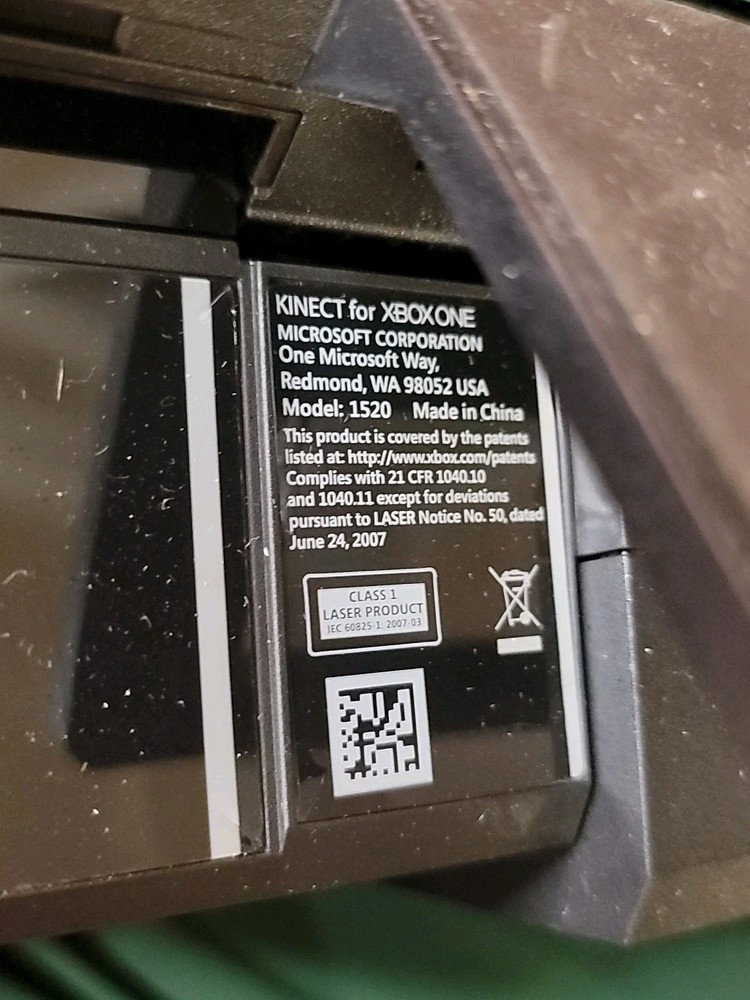 KINECT for XBOX ONE
MICROSOFT CORPORATION
One Microsoft Way,
Redmond, WA 98052 USA
Model: 1520 Made in China
This product is covered by the patents
listed at: http://www.xbox.com/patents
Complies with 21 CFR 1040.10
and 1040.11 except for deviations
pursuant to LASER Notice No. 50, dated
June 24, 2007
CLASS 1
LASER PRODUCT
IEC 60825-1: 2007-03